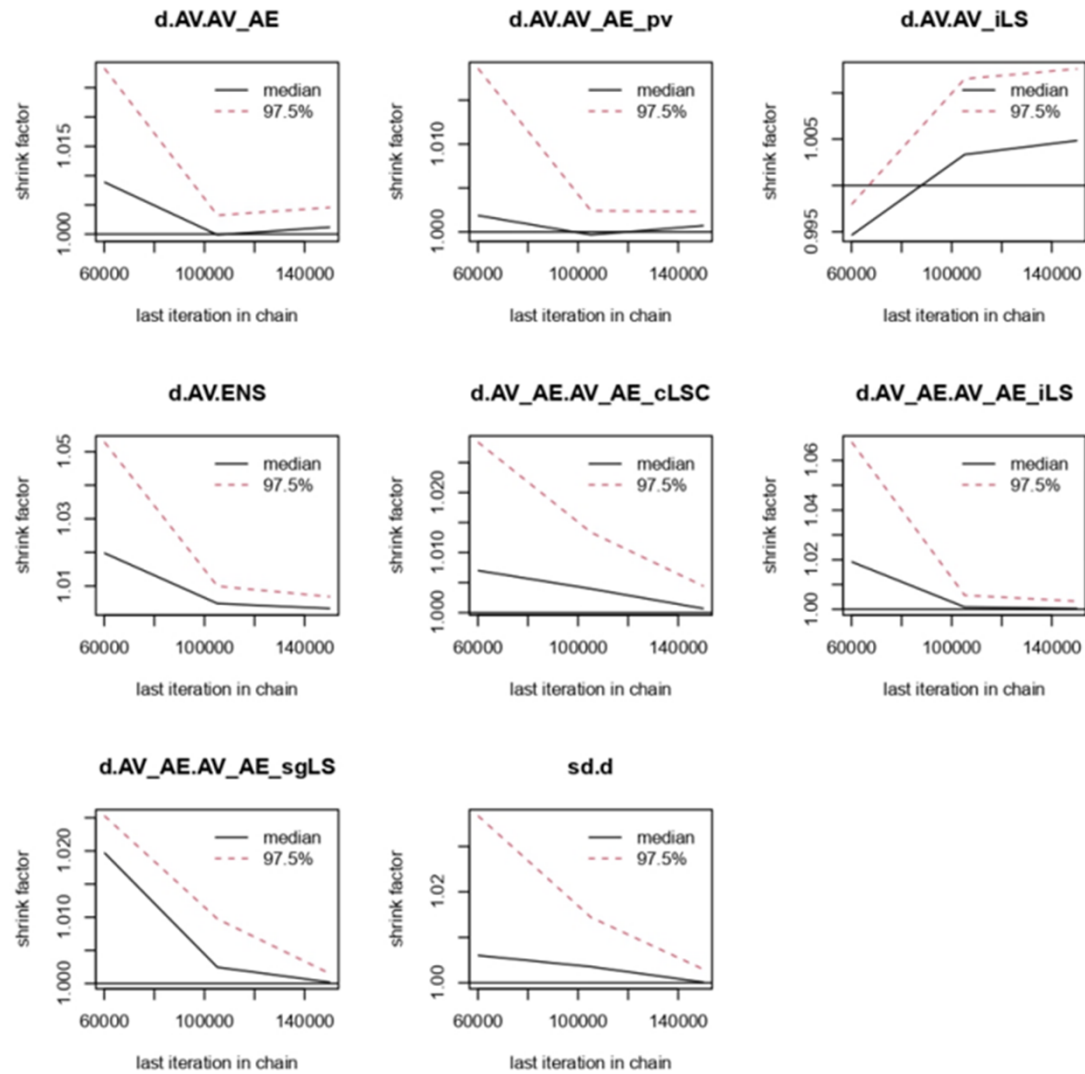 d.AV.AV_AE
shrink factor
1.000 1.015
median
97.5%
60000 100000 140000
last iteration in chain
d.AV.AV_AE_pv
shrink factor
1.000 1.010
median
97.5%
60000 100000 140000
last iteration in chain
d.AV.AV_iLS
shrink factor
0.995 1.005
median
97.5%
60000 100000 140000
last iteration in chain
d.AV.ENS
shrink factor
1.01 1.03 1.05
median
97.5%
60000 100000 140000
last iteration in chain
d.AV_AE.AV_AE_cLSC
shrink factor
1.000 1.010 1.020
median
97.5%
60000 100000 140000
last iteration in chain
d.AV_AE.AV_AE_iLS
shrink factor
1.00 1.02 1.04 1.06
median
97.5%
60000 100000 140000
last iteration in chain
d.AV_AE.AV_AE_sgLS
shrink factor
1.000 1.010 1.020
median
97.5%
60000 100000 140000
last iteration in chain
sd.d
shrink factor
1.00 1.02
median
97.5%
60000 100000 140000
last iteration in chain